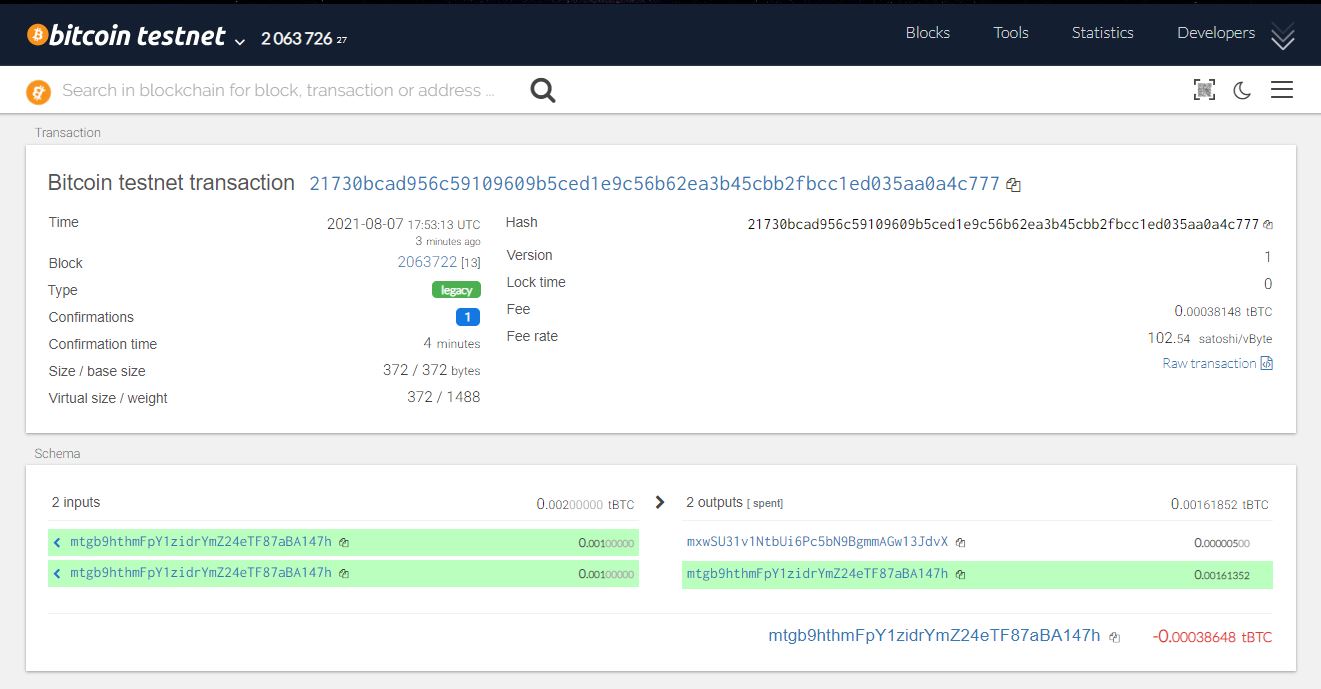 bitcoin testnet 2 063 726 27 Blocks Tools Statistics Developers
Search in blockchain for block, transaction or address ...
Transaction
Bitcoin testnet transaction 21730bcad956c59109609b5ced1e9c56b62ea3b45cbb2fbcc1ed035aa0a4c777
Time 2021-08-07 17:53:13 UTC
3 minutes ago
Block 2063722 [13]
Type legacy
Confirmations 1
Confirmation time 4 minutes
Size / base size 372 / 372 bytes
Virtual size / weight 372 / 1488
Hash 21730bcad956c59109609b5ced1e9c56b62ea3b45cbb2fbcc1ed035aa0a4c777
Version 1
Lock time 0
Fee 0.00038148 tBTC
Fee rate 102.54 satoshi/vByte
Raw transaction
Schema
2 inputs 0.00200000 tBTC
mtgb9hthmFpY1zidrYmZ24eTF87aBA147h 0.00100000
mtgb9hthmFpY1zidrYmZ24eTF87aBA147h 0.00100000
2 outputs [ spent] 0.00161852 tBTC
mxwSU31v1NtbUi6Pc5bN9BgmmAGw13JdvX 0.00000500
mtgb9hthmFpY1zidrYmZ24eTF87aBA147h 0.00161352
mtgb9hthmFpY1zidrYmZ24eTF87aBA147h -0.00038648 tBTC